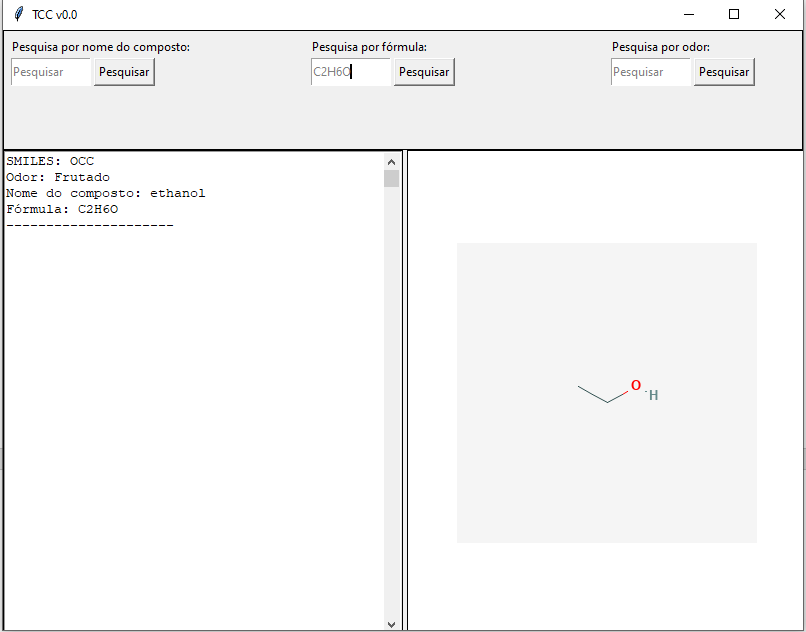 TCC v0.0
Pesquisa por nome do composto:
Pesquisar Pesquisar
Pesquisa por fórmula:
C2H6O Pesquisar
Pesquisa por odor:
Pesquisar Pesquisar
SMILES: OCC
Odor: Frutado
Nome do composto: ethanol
Fórmula: C2H6O
---------------------
O
H